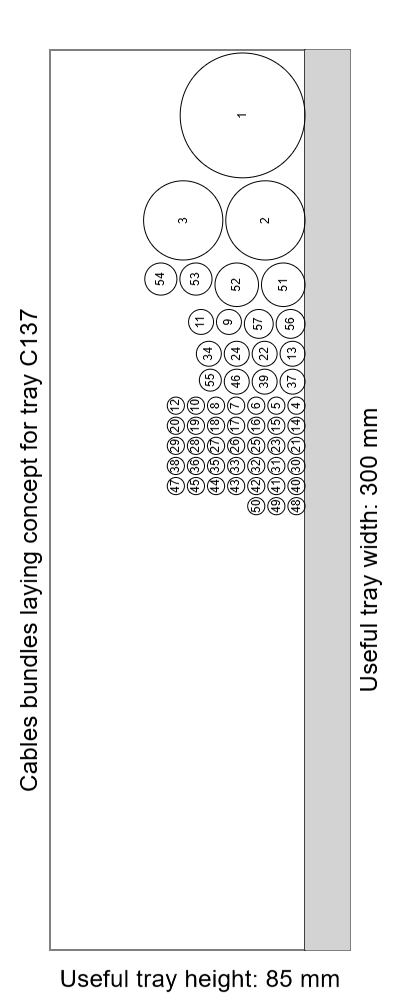 Cables bundles laying concept for tray C137
1
3 2
54 53 52 51
11 9 57 56
34 24 22 13
55 46 39 37
12 10 8 7 6 5 4
20 19 18 17 16 15 14
29 28 27 26 25 23 21
38 36 35 33 32 31 30
47 45 44 43 42 41 40
50 49 48
Useful tray width: 300 mm
Useful tray height: 85 mm